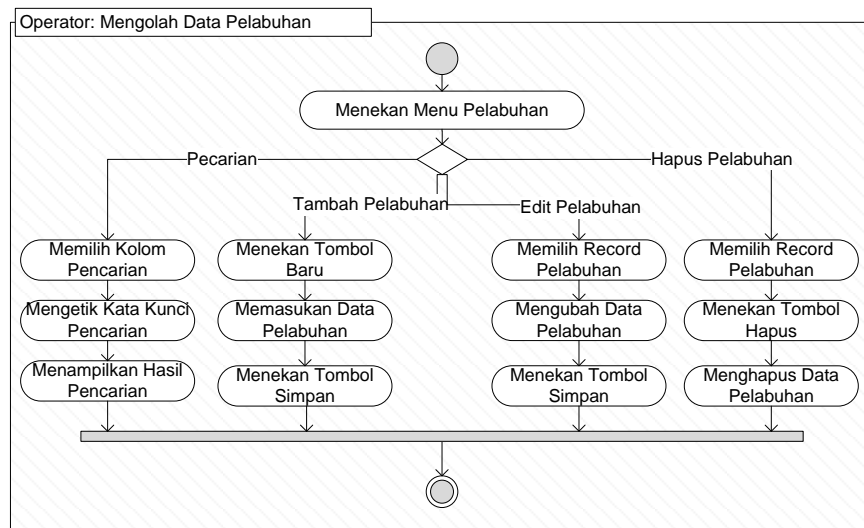 Operator: Mengolah Data Pelabuhan
Menekan Menu Pelabuhan
Pecarian
Hapus Pelabuhan
Tambah Pelabuhan
Edit Pelabuhan
Memilih Kolom
Pencarian
Menekan Tombol
Baru
Memilih Record
Pelabuhan
Memilih Record
Pelabuhan
Mengetik Kata Kunci
Pencarian
Memasukan Data
Pelabuhan
Mengubah Data
Pelabuhan
Menekan Tombol
Hapus
Menampilkan Hasil
Pencarian
Menekan Tombol
Simpan
Menekan Tombol
Simpan
Menghapus Data
Pelabuhan